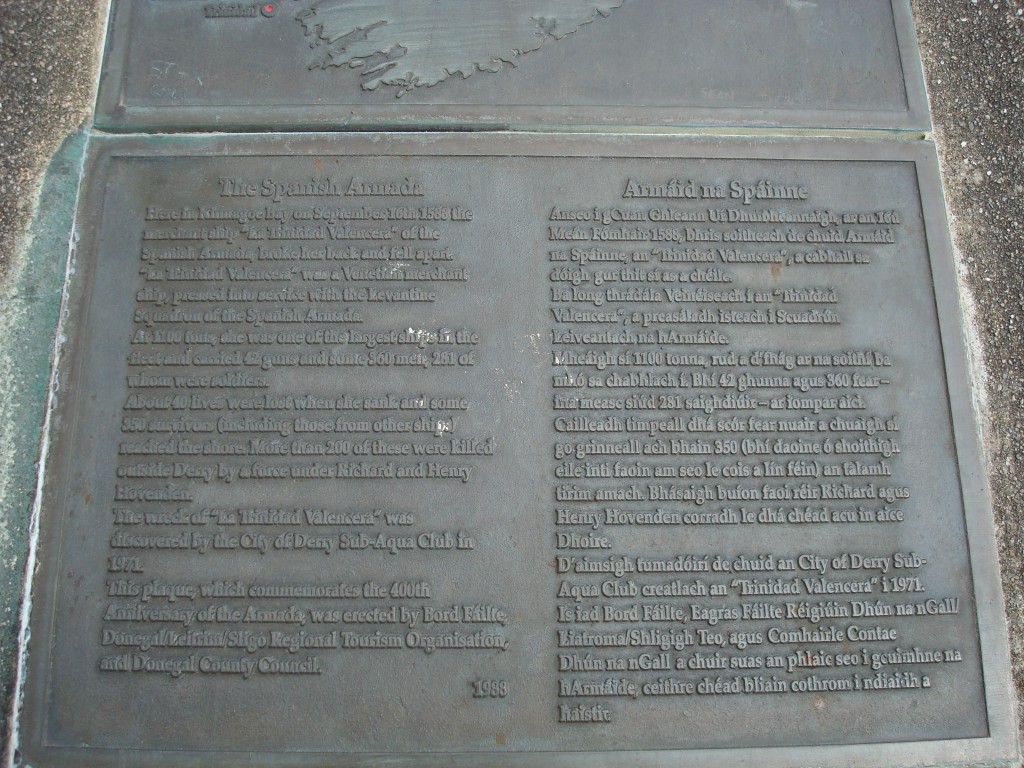 Trinidad
The Spanish Armada
Here in Kinnagoe Bay on September 16th 1588 the
merchant ship "La Trinidad Valencera" of the
Spanish Armada, broke her back and fell apart.
"La Trinidad Valencera" was a Venetian merchant
ship, pressed into service with the Levantine
Squadron of the Spanish Armada.
At 1100 tons, she was one of the largest ships in the
fleet and carried 42 guns and some 360 men, 281 of
whom were soldiers.
About 40 lives were lost when she sank and some
350 survivors (including those from other ships)
reached the shore. More than 200 of these were killed
outside Derry by a force under Richard and Henry
Hovenden.
The wreck of "La Trinidad Valencera" was
discovered by the City of Derry Sub-Aqua Club in
1971.
This plaque, which commemorates the 400th
Anniversary of the Armada, was erected by Bord Fáilte,
Donegal/Leitrim/Sligo Regional Tourism Organisation,
and Donegal County Council.
1988
Armáid na Spáinne
Anseo i gCuan Ghleann Uí Dhuibheannaigh, ar an 16ú
Meán Fómhair 1588, bhris soitheach de chuid Armáid
na Spáinne, an "Trinidad Valencera", a cabhail sa
dóigh gur thit sí as a chéile.
Ba long thrádála Veinéiseach í an "Trinidad
Valencera", a preasáladh isteach i Scuadrún
Leiveantach na hArmáide.
Mheáigh sí 1100 tonna, rud a d'fhág ar na soithí ba
mhó sa chabhlach í. Bhí 42 ghunna agus 360 fear –
ina measc siúd 281 saighdiúir – ar iompar aici.
Cailleadh timpeall dhá scór fear nuair a chuaigh sí
go grinneall ach bhain 350 (bhí daoine ó shoithigh
eile inti faoin am seo le cois a lín féin) an talamh
tirim amach. Bhásaigh buíon faoi réir Richard agus
Henry Hovenden corradh le dhá chéad acu in aice
Dhoire.
D'aimsigh tumadóirí de chuid an City of Derry Sub-
Aqua Club creatlach an "Trinidad Valencera" i 1971.
Is iad Bord Fáilte, Eagras Fáilte Réigiúin Dhún na nGall/
Liatroma/Shligigh Teo, agus Comhairle Contae
Dhún na nGall a chuir suas an phlaic seo i gcuimhne na
hArmáide, ceithre chéad bliain cothrom i ndiaidh a
haistir.